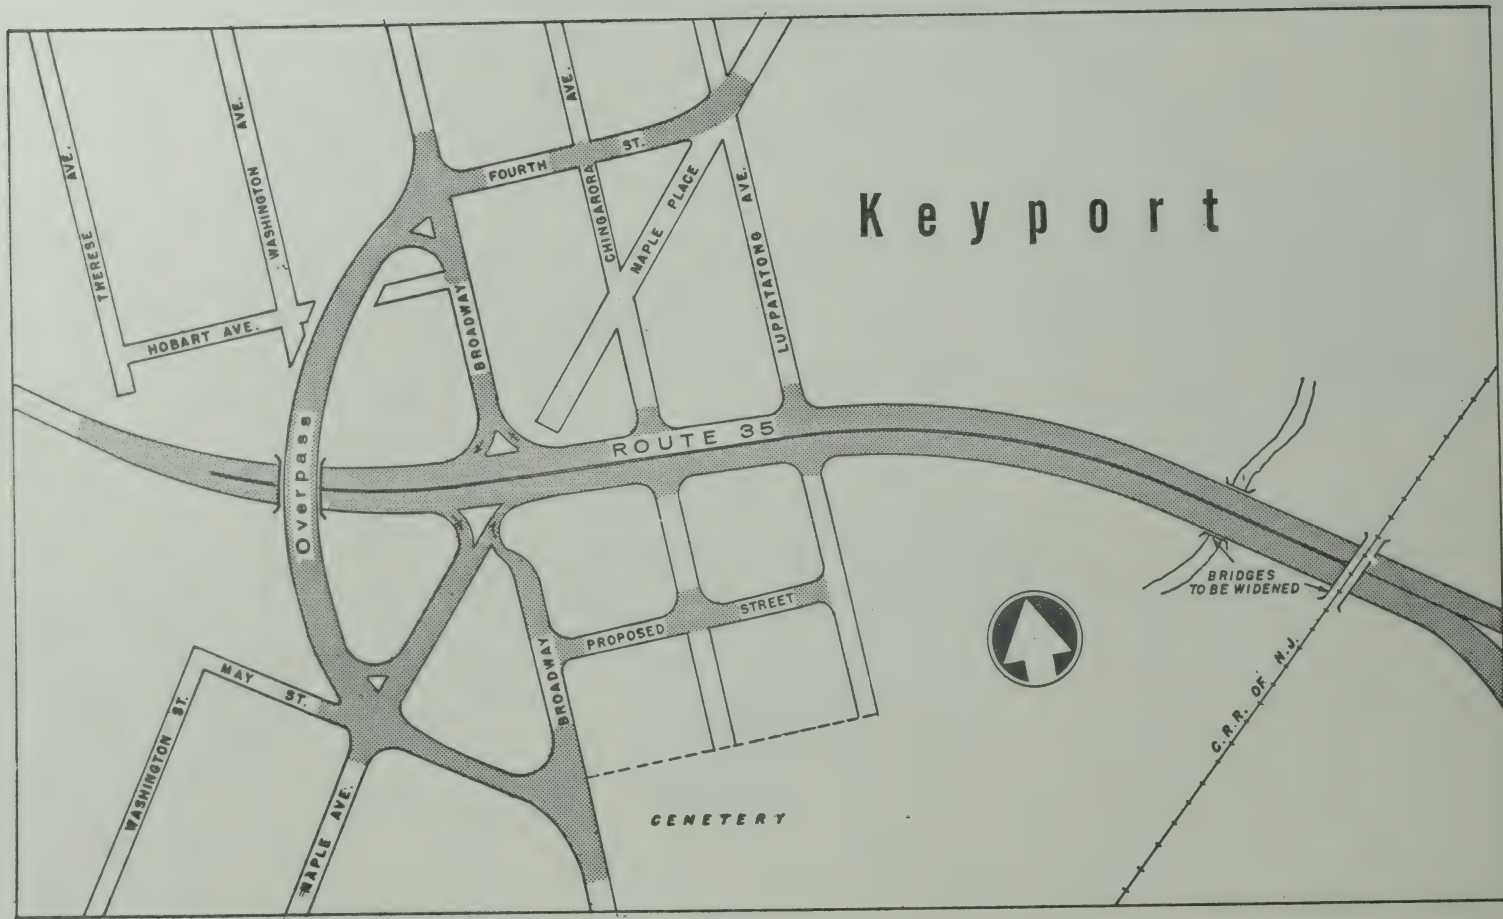 THERESE AVE.
WASHINGTON AVE.
AVE.
FOURTH ST.
CHINGARORA
MAPLE PLACE
LUPPATATONG AVE.
Keyport
HOBART AVE.
BROADWAY
Overpass
ROUTE 35
BRIDGES
TO BE WIDENED
PROPOSED STREET
BROADWAY
MAY ST.
WASHINGTON ST.
MAPLE AVE.
C.R.R. OF N.J.
CEMETERY